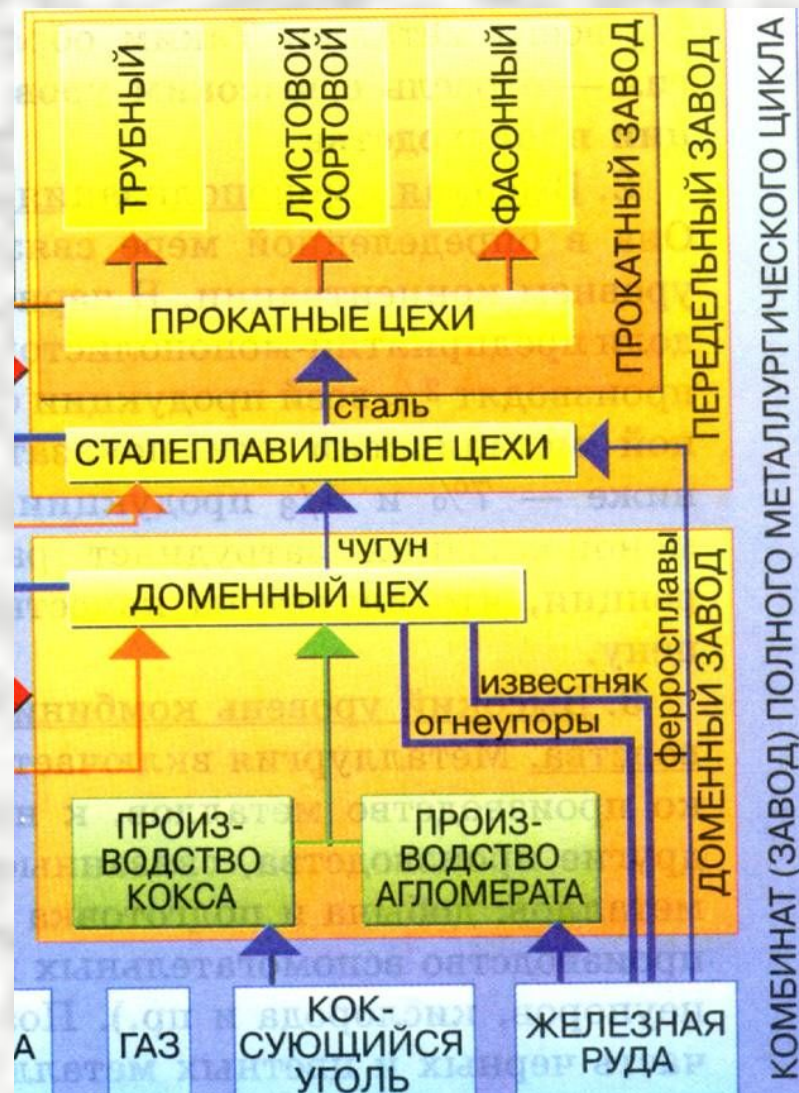 ТРУБНЫЙ
ЛИСТОВОЙ
СОРТОВОЙ
ФАСОННЫЙ
ПРОКАТНЫЙ ЗАВОД
ПЕРЕДЕЛЬНЫЙ ЗАВОД
КОМБИНАТ (ЗАВОД) ПОЛНОГО МЕТАЛЛУРГИЧЕСКОГО ЦИКЛА
ПРОКАТНЫЕ ЦЕХИ
сталь
СТАЛЕПЛАВИЛЬНЫЕ ЦЕХИ
чугун
ДОМЕННЫЙ ЦЕХ
ферросплавы
ДОМЕННЫЙ ЗАВОД
известняк
огнеупоры
ПРОИЗ-
ВОДСТВО
КОКСА
ПРОИЗ-
ВОДСТВО
АГЛОМЕРАТА
А
ГАЗ
КОК-
СУЮЩИЙСЯ
УГОЛЬ
ЖЕЛЕЗНАЯ
РУДА